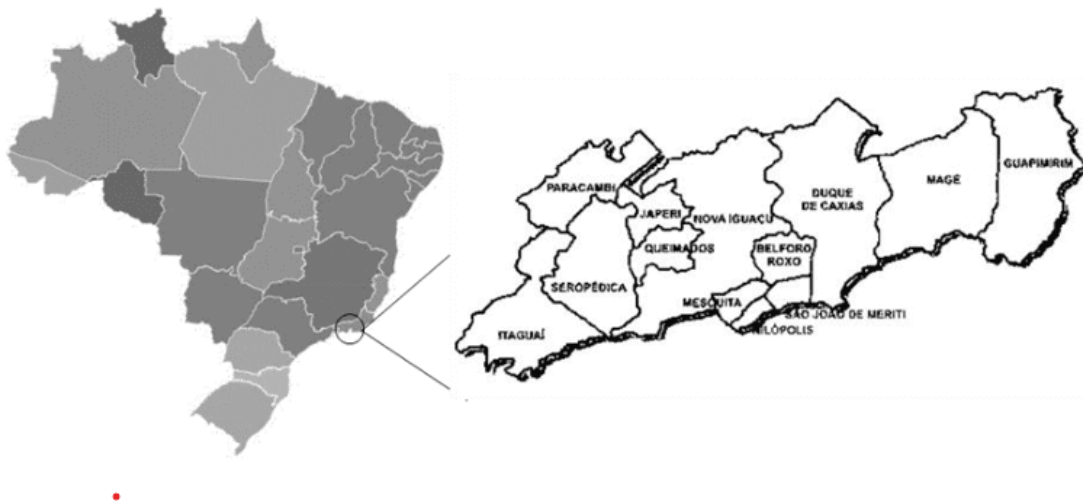 PARACAMBI
JAPERI
NOVA IGUAÇU
DUQUE
DE CAXIAS
MAGÉ
GUAPIMIRIM
QUEIMADOS
BELFORO
ROXO
SEROPÉDICA
MESQUITA
SÃO JOÃO DE MERITI
NILÓPOLIS
ITAGUAÍ